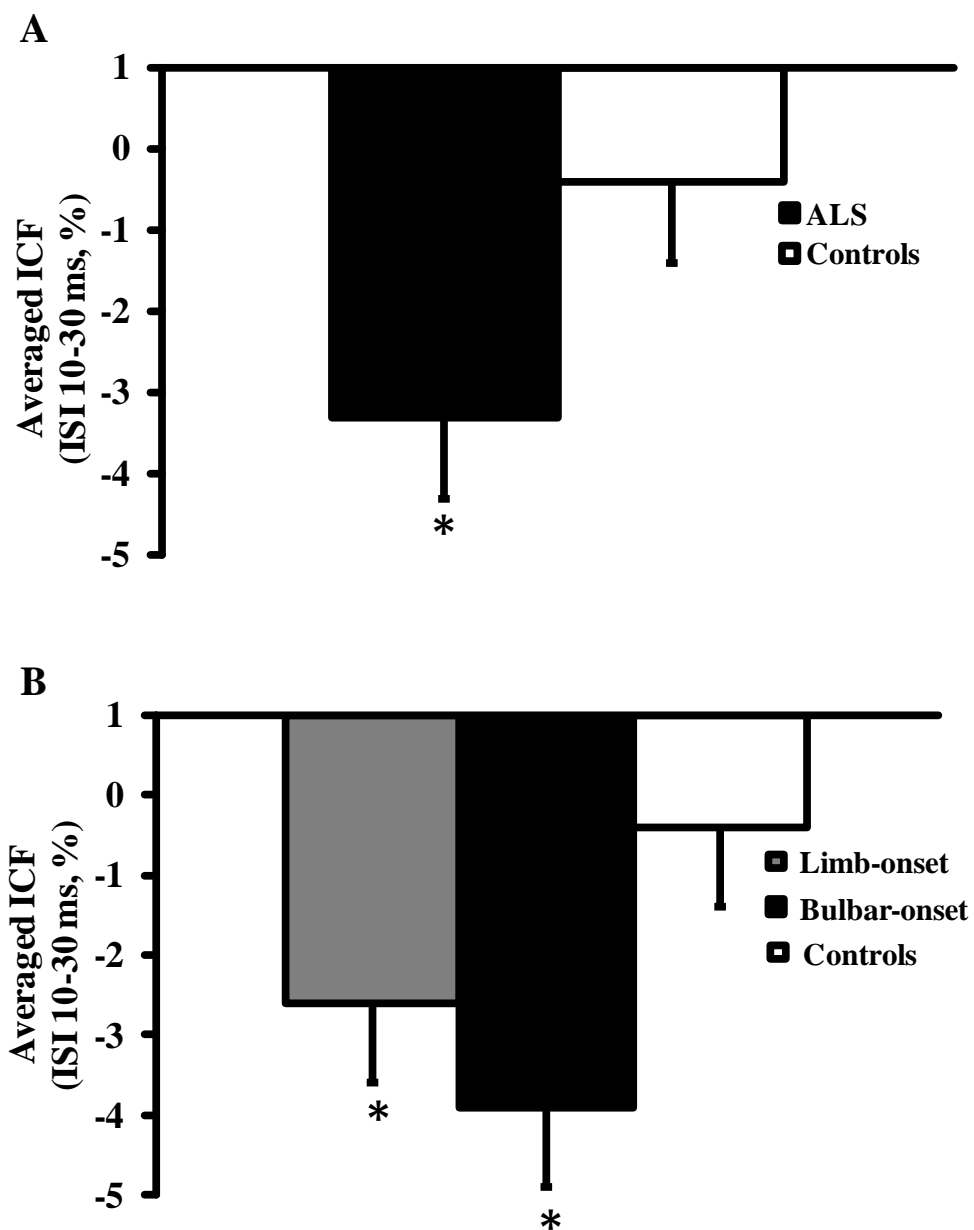 A
1
0
-1
-2
-3
-4
-5
Averaged ICF
(ISI 10-30 ms, %)
ALS
Controls
*
B
1
0
-1
-2
-3
-4
-5
Averaged ICF
(ISI 10-30 ms, %)
Limb-onset
Bulbar-onset
Controls
*
*